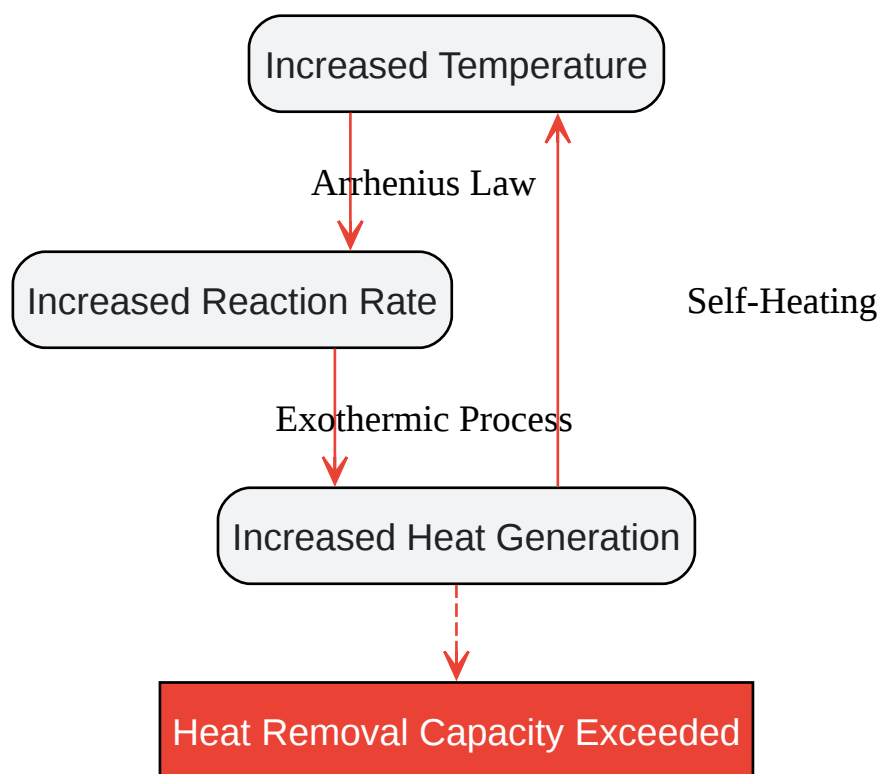 Increased Temperature
Arrhenius Law
Increased Reaction Rate
Self-Heating
Exothermic Process
Increased Heat Generation
Heat Removal Capacity Exceeded